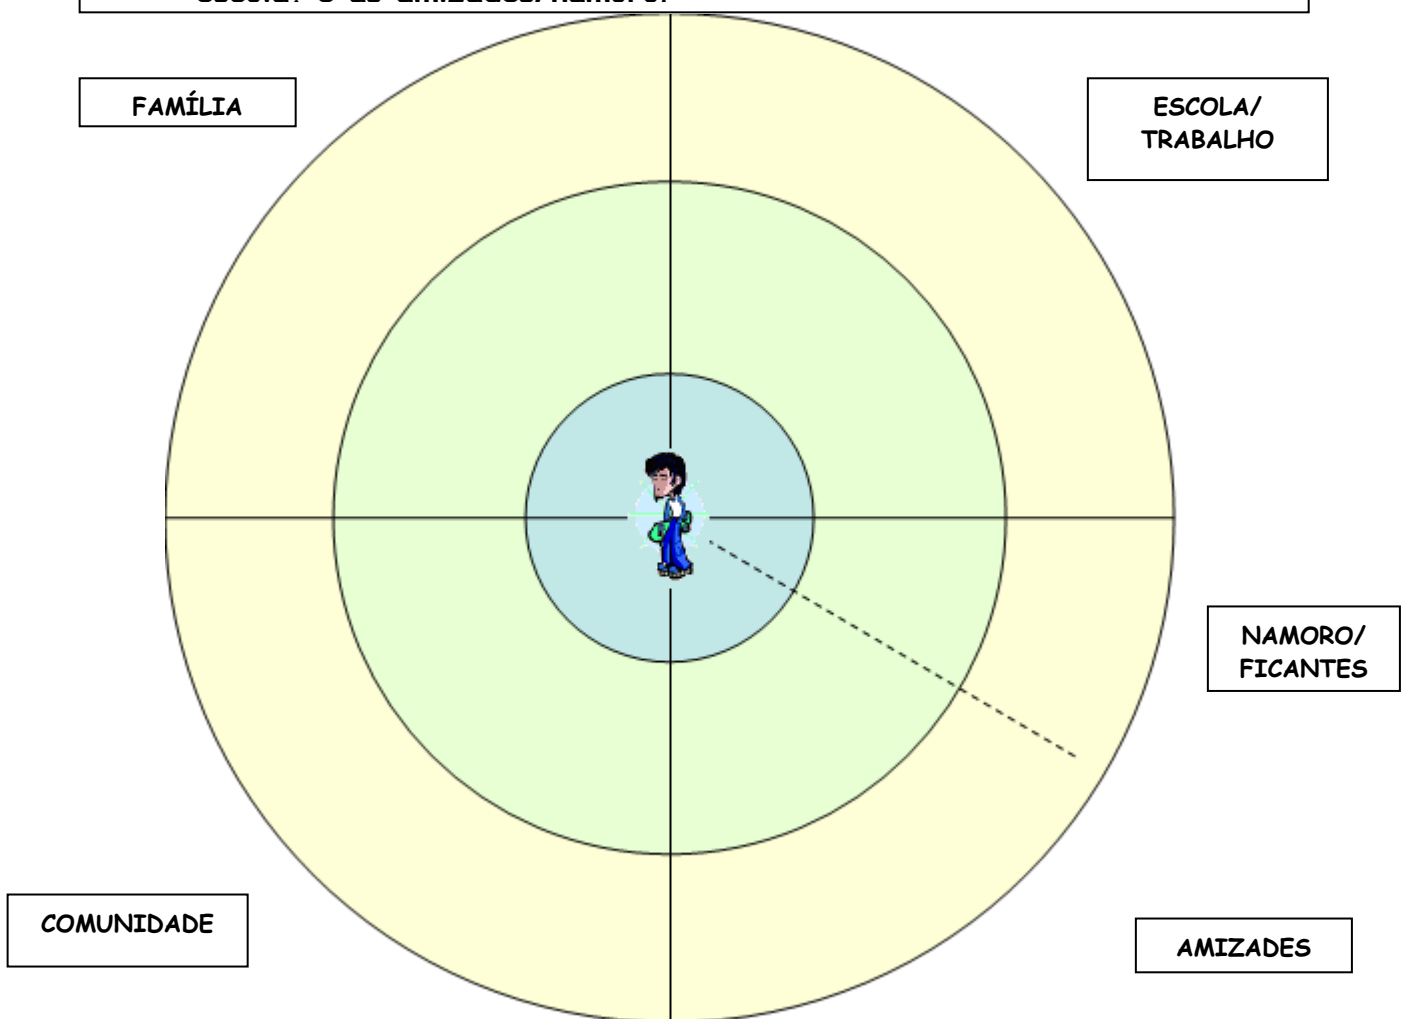 FAMÍLIA
ESCOLA/
TRABALHO
NAMORO/
FICANTES
COMUNIDADE
AMIZADES